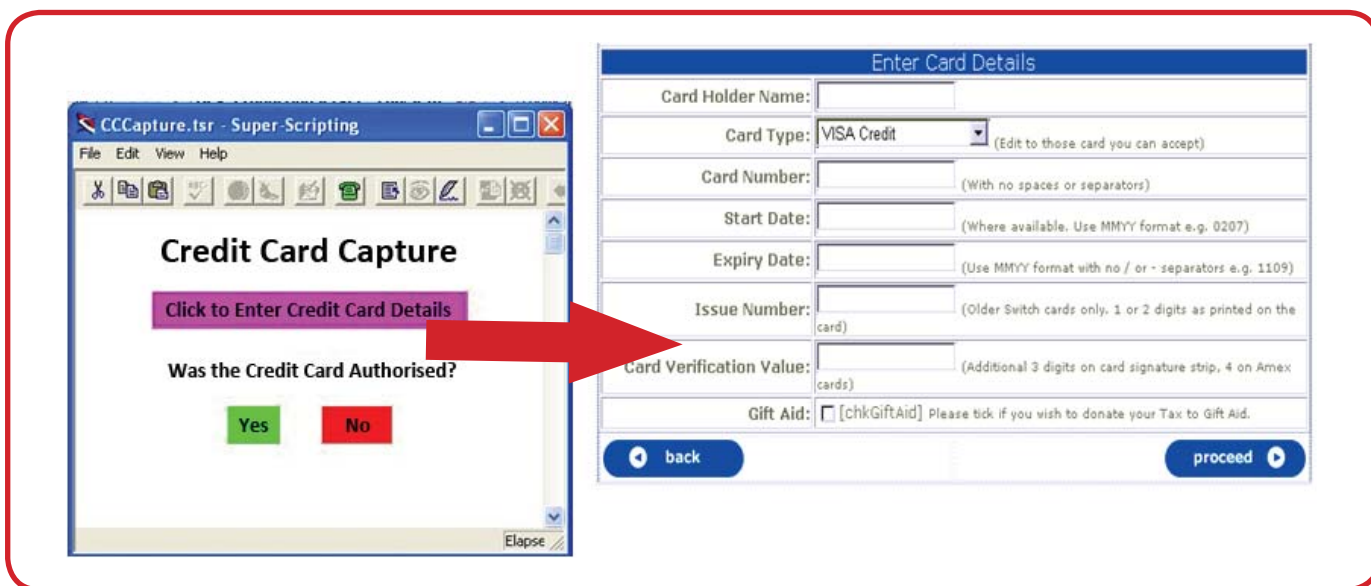 CCCapture.tsr - Super-Scripting
File Edit View Help
Credit Card Capture
Click to Enter Credit Card Details
Was the Credit Card Authorised?
Yes No
Elapse
Enter Card Details
Card Holder Name:
Card Type: VISA Credit (Edit to those card you can accept)
Card Number: (With no spaces or separators)
Start Date: (Where available. Use MMYY format e.g. 0207)
Expiry Date: (Use MMYY format with no / or - separators e.g. 1109)
Issue Number: (Older Switch cards only. 1 or 2 digits as printed on the
card)
Card Verification Value: (Additional 3 digits on card signature strip, 4 on Amex
cards)
Gift Aid: [chkGiftAid] Please tick if you wish to donate your Tax to Gift Aid.
back proceed